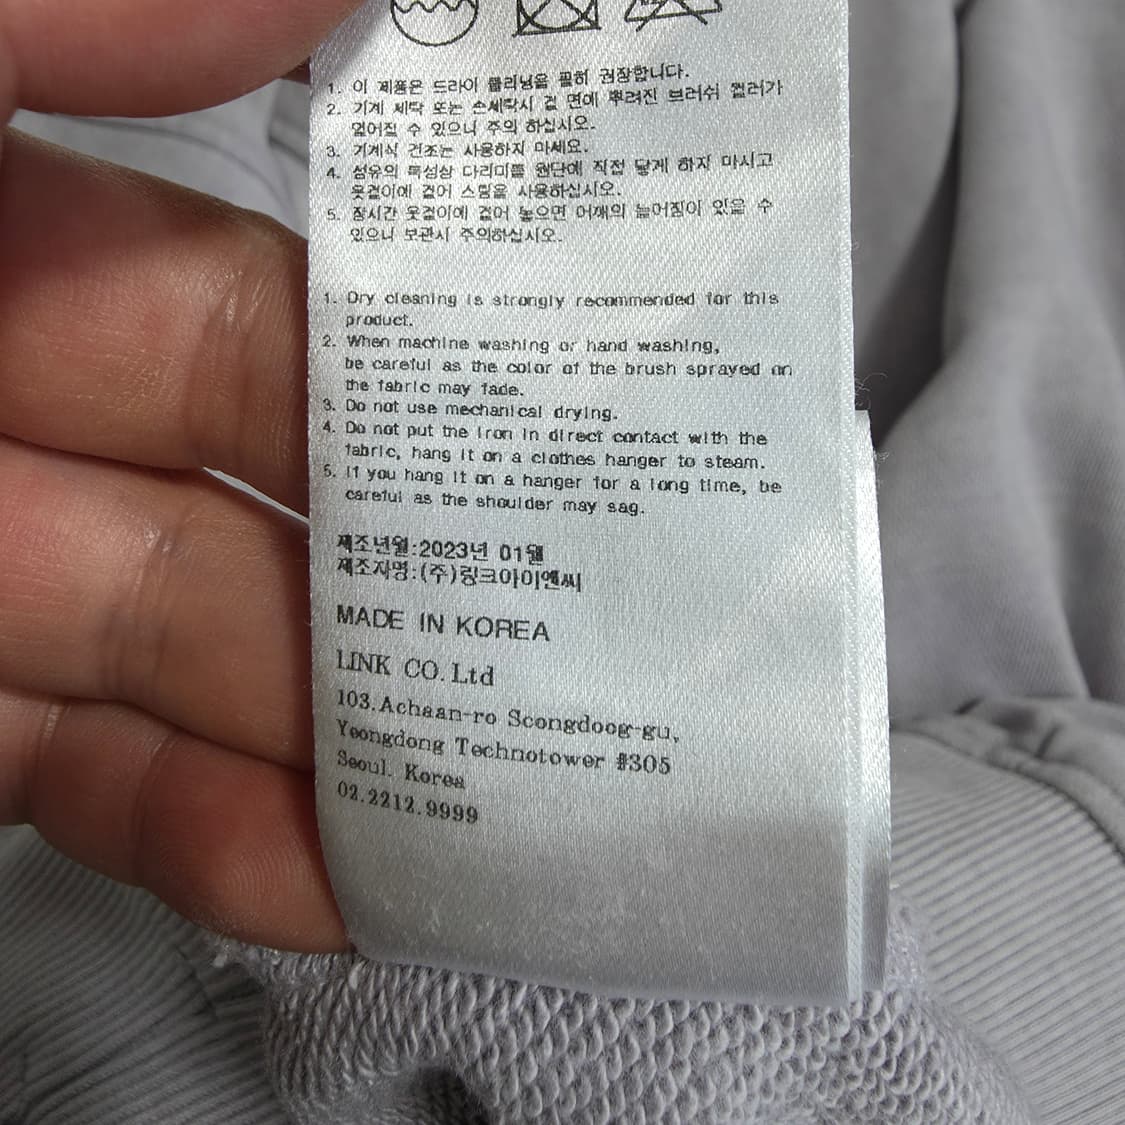 1. 이 제품은 드라이 클리닝을 필히 권장합니다.
2. 기계 세탁 또는 손세탁시 겉 면에 뿌려진 브러쉬 컬러가
옅어질 수 있으니 주의 하십시오.
3. 기계식 건조는 사용하지 마세요.
4. 섬유의 특성상 다리미를 원단에 직접 닿게 하지 마시고
옷걸이에 걸어 스팀을 사용하십시오.
5. 장시간 옷걸이에 걸어 놓으면 어깨의 늘어짐이 있을 수
있으니 보관시 주의하십시오.
1. Dry cleaning is strongly recommended for this
product.
2. When machine washing or hand washing,
be careful as the color of the brush sprayed on
the fabric may fade.
3. Do not use mechanical drying.
4. Do not put the iron in direct contact with the
fabric, hang it on a clothes hanger to steam.
5. If you hang it on a hanger for a long time, be
careful as the shoulder may sag.
제조년월:2023년 01월
제조자명:(주)링크아이앤씨
MADE IN KOREA
LINK CO.Ltd
103.Achaan-ro Scongdoog-gu,
Yeongdong Technotower #305
Seoul. Korea
02.2212.9999